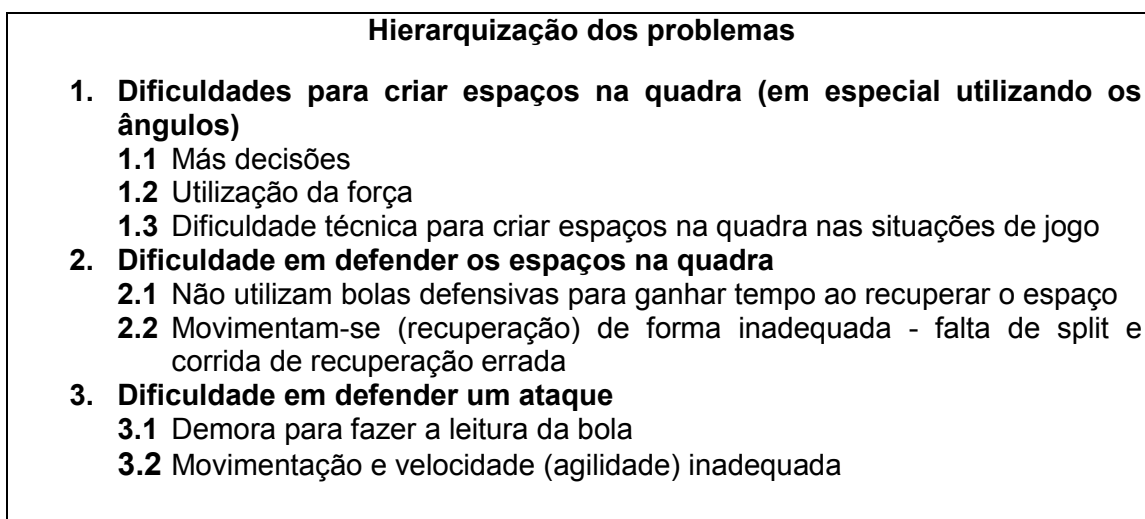 Hierarquização dos problemas
1. Dificuldades para criar espaços na quadra (em especial utilizando os
ângulos)
1.1 Más decisões
1.2 Utilização da força
1.3 Dificuldade técnica para criar espaços na quadra nas situações de jogo
2. Dificuldade em defender os espaços na quadra
2.1 Não utilizam bolas defensivas para ganhar tempo ao recuperar o espaço
2.2 Movimentam-se (recuperação) de forma inadequada - falta de split e
corrida de recuperação errada
3. Dificuldade em defender um ataque
3.1 Demora para fazer a leitura da bola
3.2 Movimentação e velocidade (agilidade) inadequada